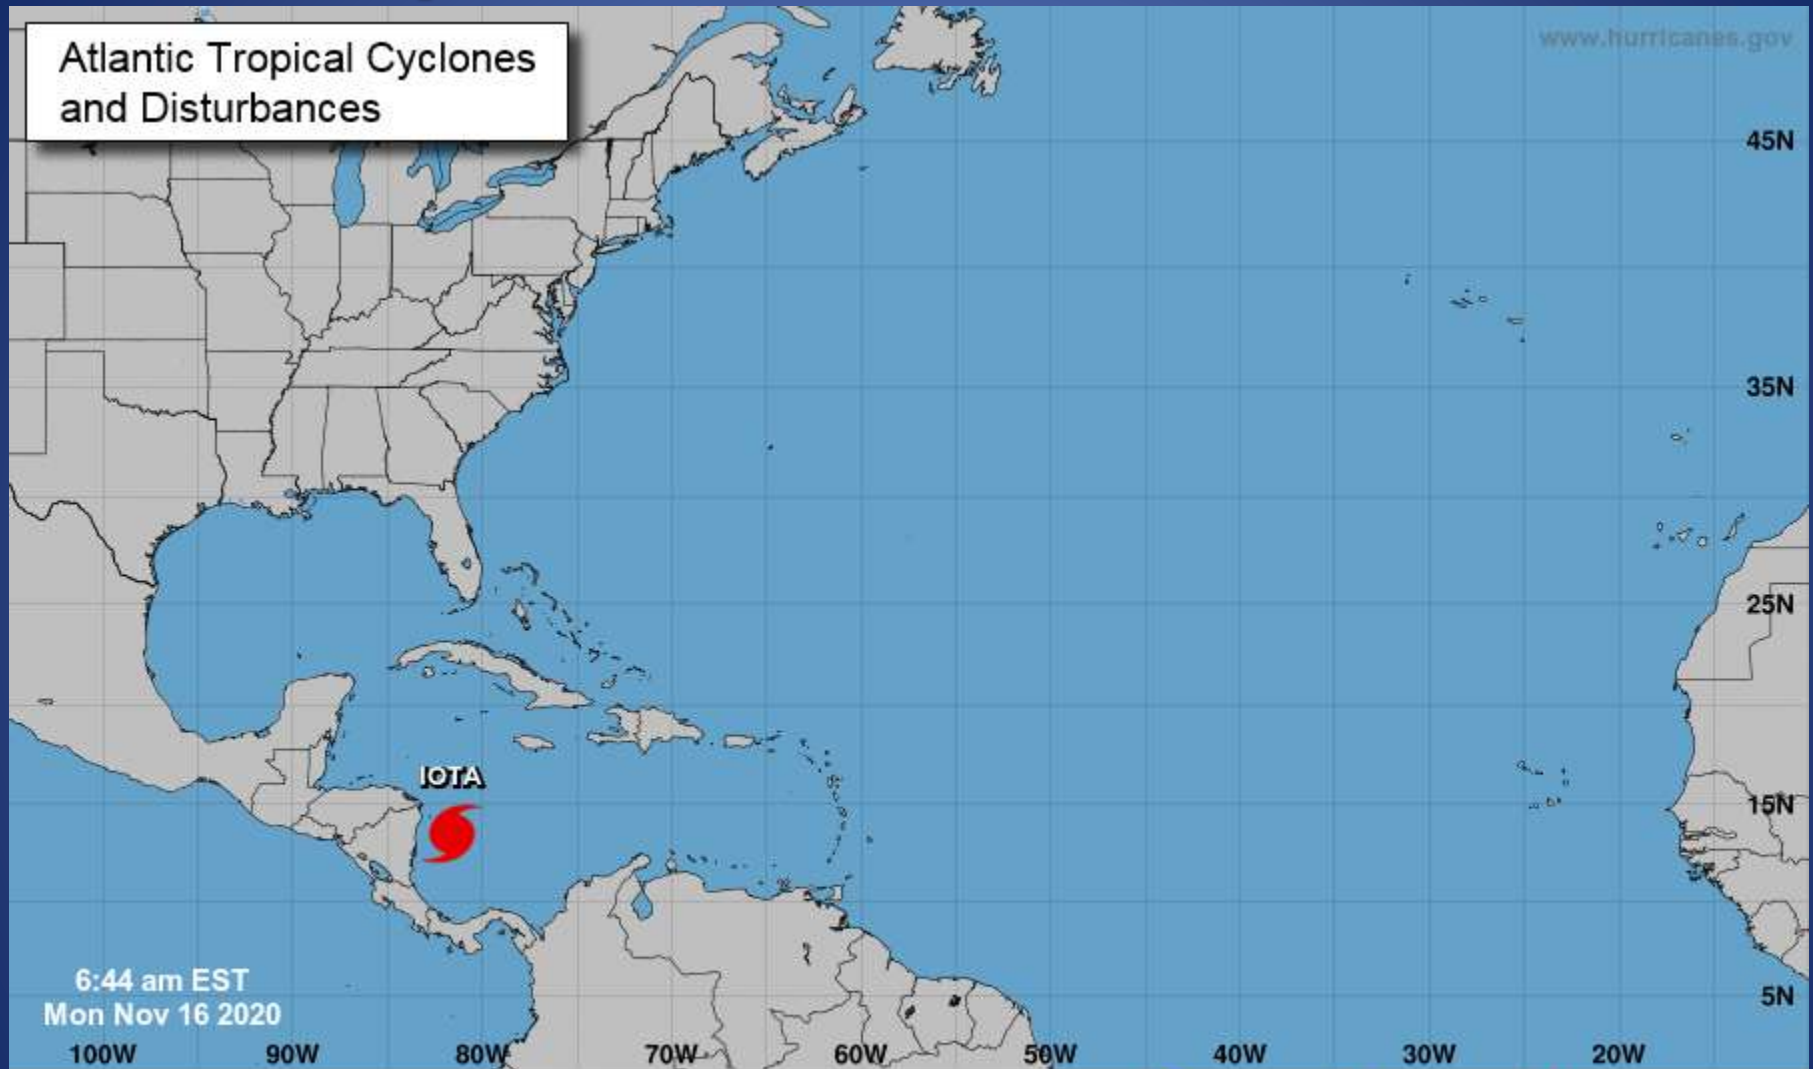 Atlantic Tropical Cyclones
and Disturbances
www.hurricanes.gov
45N
35N
25N
IOTA
15N
6:44 am EST
Mon Nov 16 2020
5N
100W 90W 80W 70W 60W 50W 40W 30W 20W